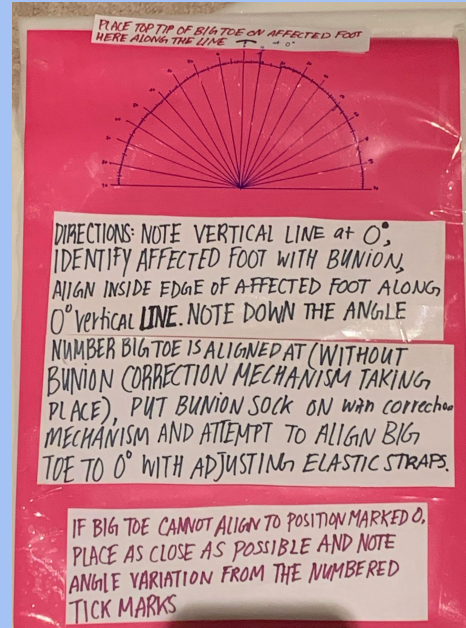 PLACE TOP TIP OF BIG TOE ON AFFECTED FOOT
HERE ALONG THE LINE
DIRECTIONS: NOTE VERTICAL LINE at 0°,
IDENTIFY AFFECTED FOOT WITH BUNION,
AlIGN INSIDE EDGE OF AFFECTED FOOT ALONG
0° vertical LINE. NOTE DOWN THE ANGLE
NUMBER BIG TOE IS ALIGNED AT (WITHOUT
BUNION CORRECTION MECHANISM TAKING
PLACE), PUT BUNION SOCK ON with correction
MECHANISM AND ATTEMPT TO ALIGN BIG
TOE TO 0° WITH ADJUSTING ELASTIC STRAPS.
IF BIG TOE CANNOT ALIGN TO POSITION MARKED 0,
PLACE AS CLOSE AS POSSIBLE AND NOTE
ANGLE VARIATION FROM THE NUMBERED
TICK MARKS